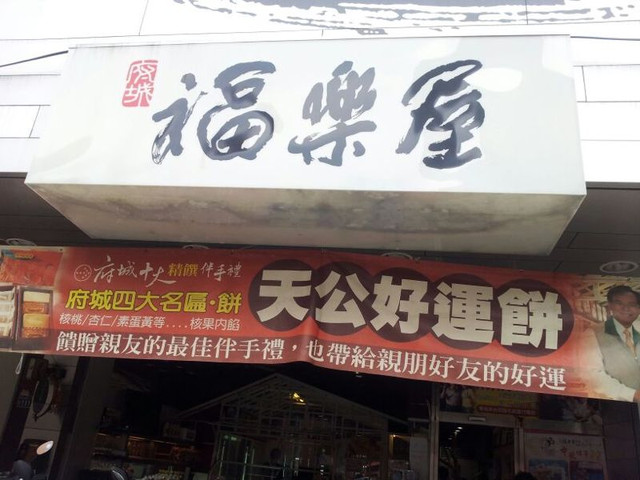 府城
福樂屋
府城十大精饌伴手禮
府城四大名匾·餅
核桃/杏仁/素蛋黃等....核果內餡
天公好運餅
饋贈親友的最佳伴手禮，也帶給親朋好友的好運